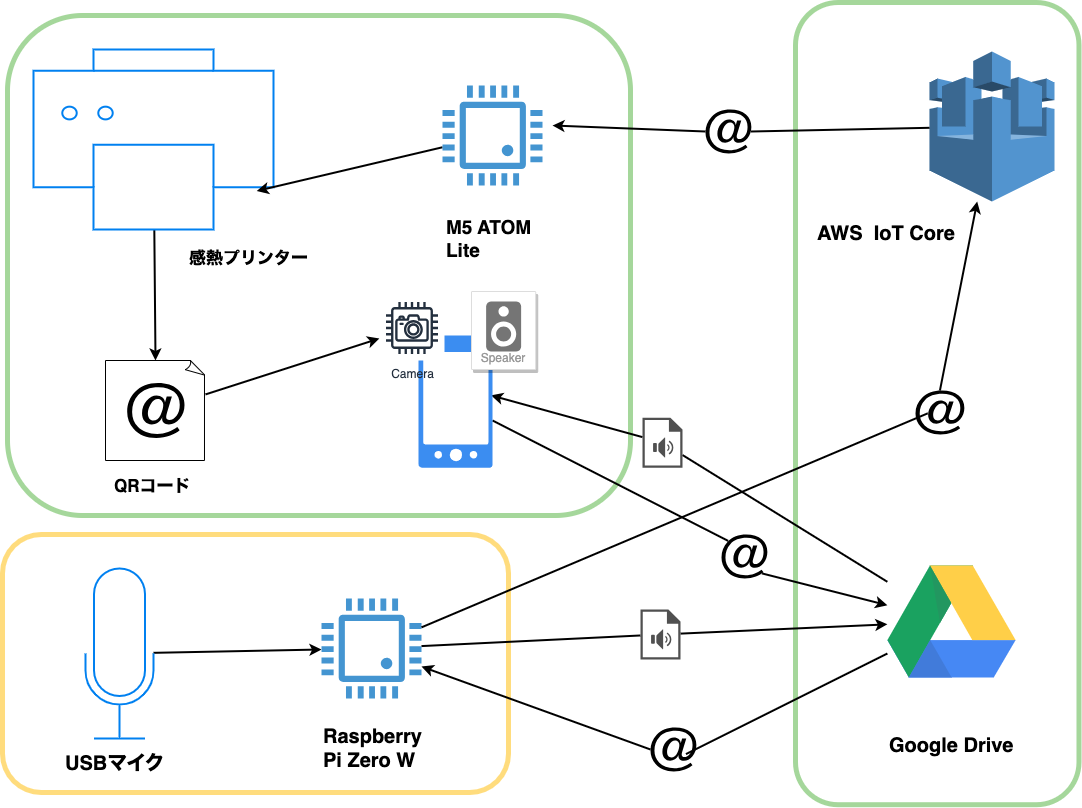 @
M5 ATOM
Lite
AWS IoT Core
感熱プリンター
Speaker
Camera
@
@
QRコード
@
@
Raspberry
Pi Zero W
USBマイク
Google Drive